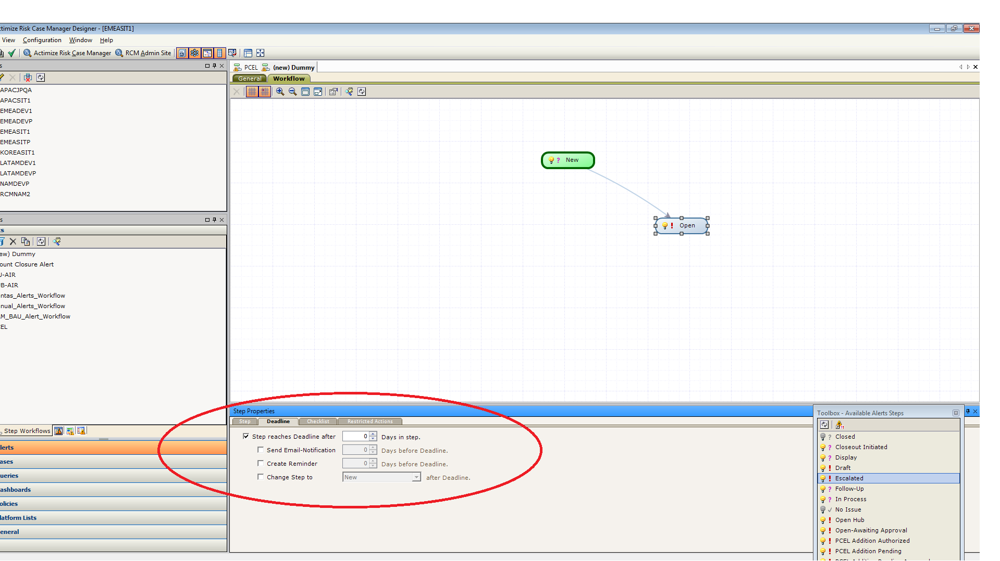 ctimize Risk Case Manager Designer - [EMEASIT1]
View Configuration Window Help
Actimize Risk Case Manager RCM Admin Site
s
APACJPQA
APACSIT1
EMEADEV1
EMEADEVP
EMEASIT1
EMEASITP
KOREASIT1
LATAMDEV1
LATAMDEVP
NAMDEVP
RCMNAM2
s
ts
ew) Dummy
ount Closure Alert
U-AIR
UB-AIR
ntas_Alerts_Workflow
nual_Alerts_Workflow
M_BAU_Alert_Workflow
EL
Step Workflows
lerts
ases
ueries
ashboards
olicies
latform Lists
eneral
PCEL (new) Dummy
General Workflow
New
Open
Step Properties
Step Deadline Checklist Restricted Actions
Step reaches Deadline after 0 Days in step.
Send Email-Notification 0 Days before Deadline.
Create Reminder 0 Days before Deadline.
Change Step to New after Deadline.
Toolbox - Available Alerts Steps
Closed
Closeout Initiated
Display
Draft
Escalated
Follow-Up
In Process
No Issue
Open Hub
Open-Awaiting Approval
PCEL Addition Authorized
PCEL Addition Pending